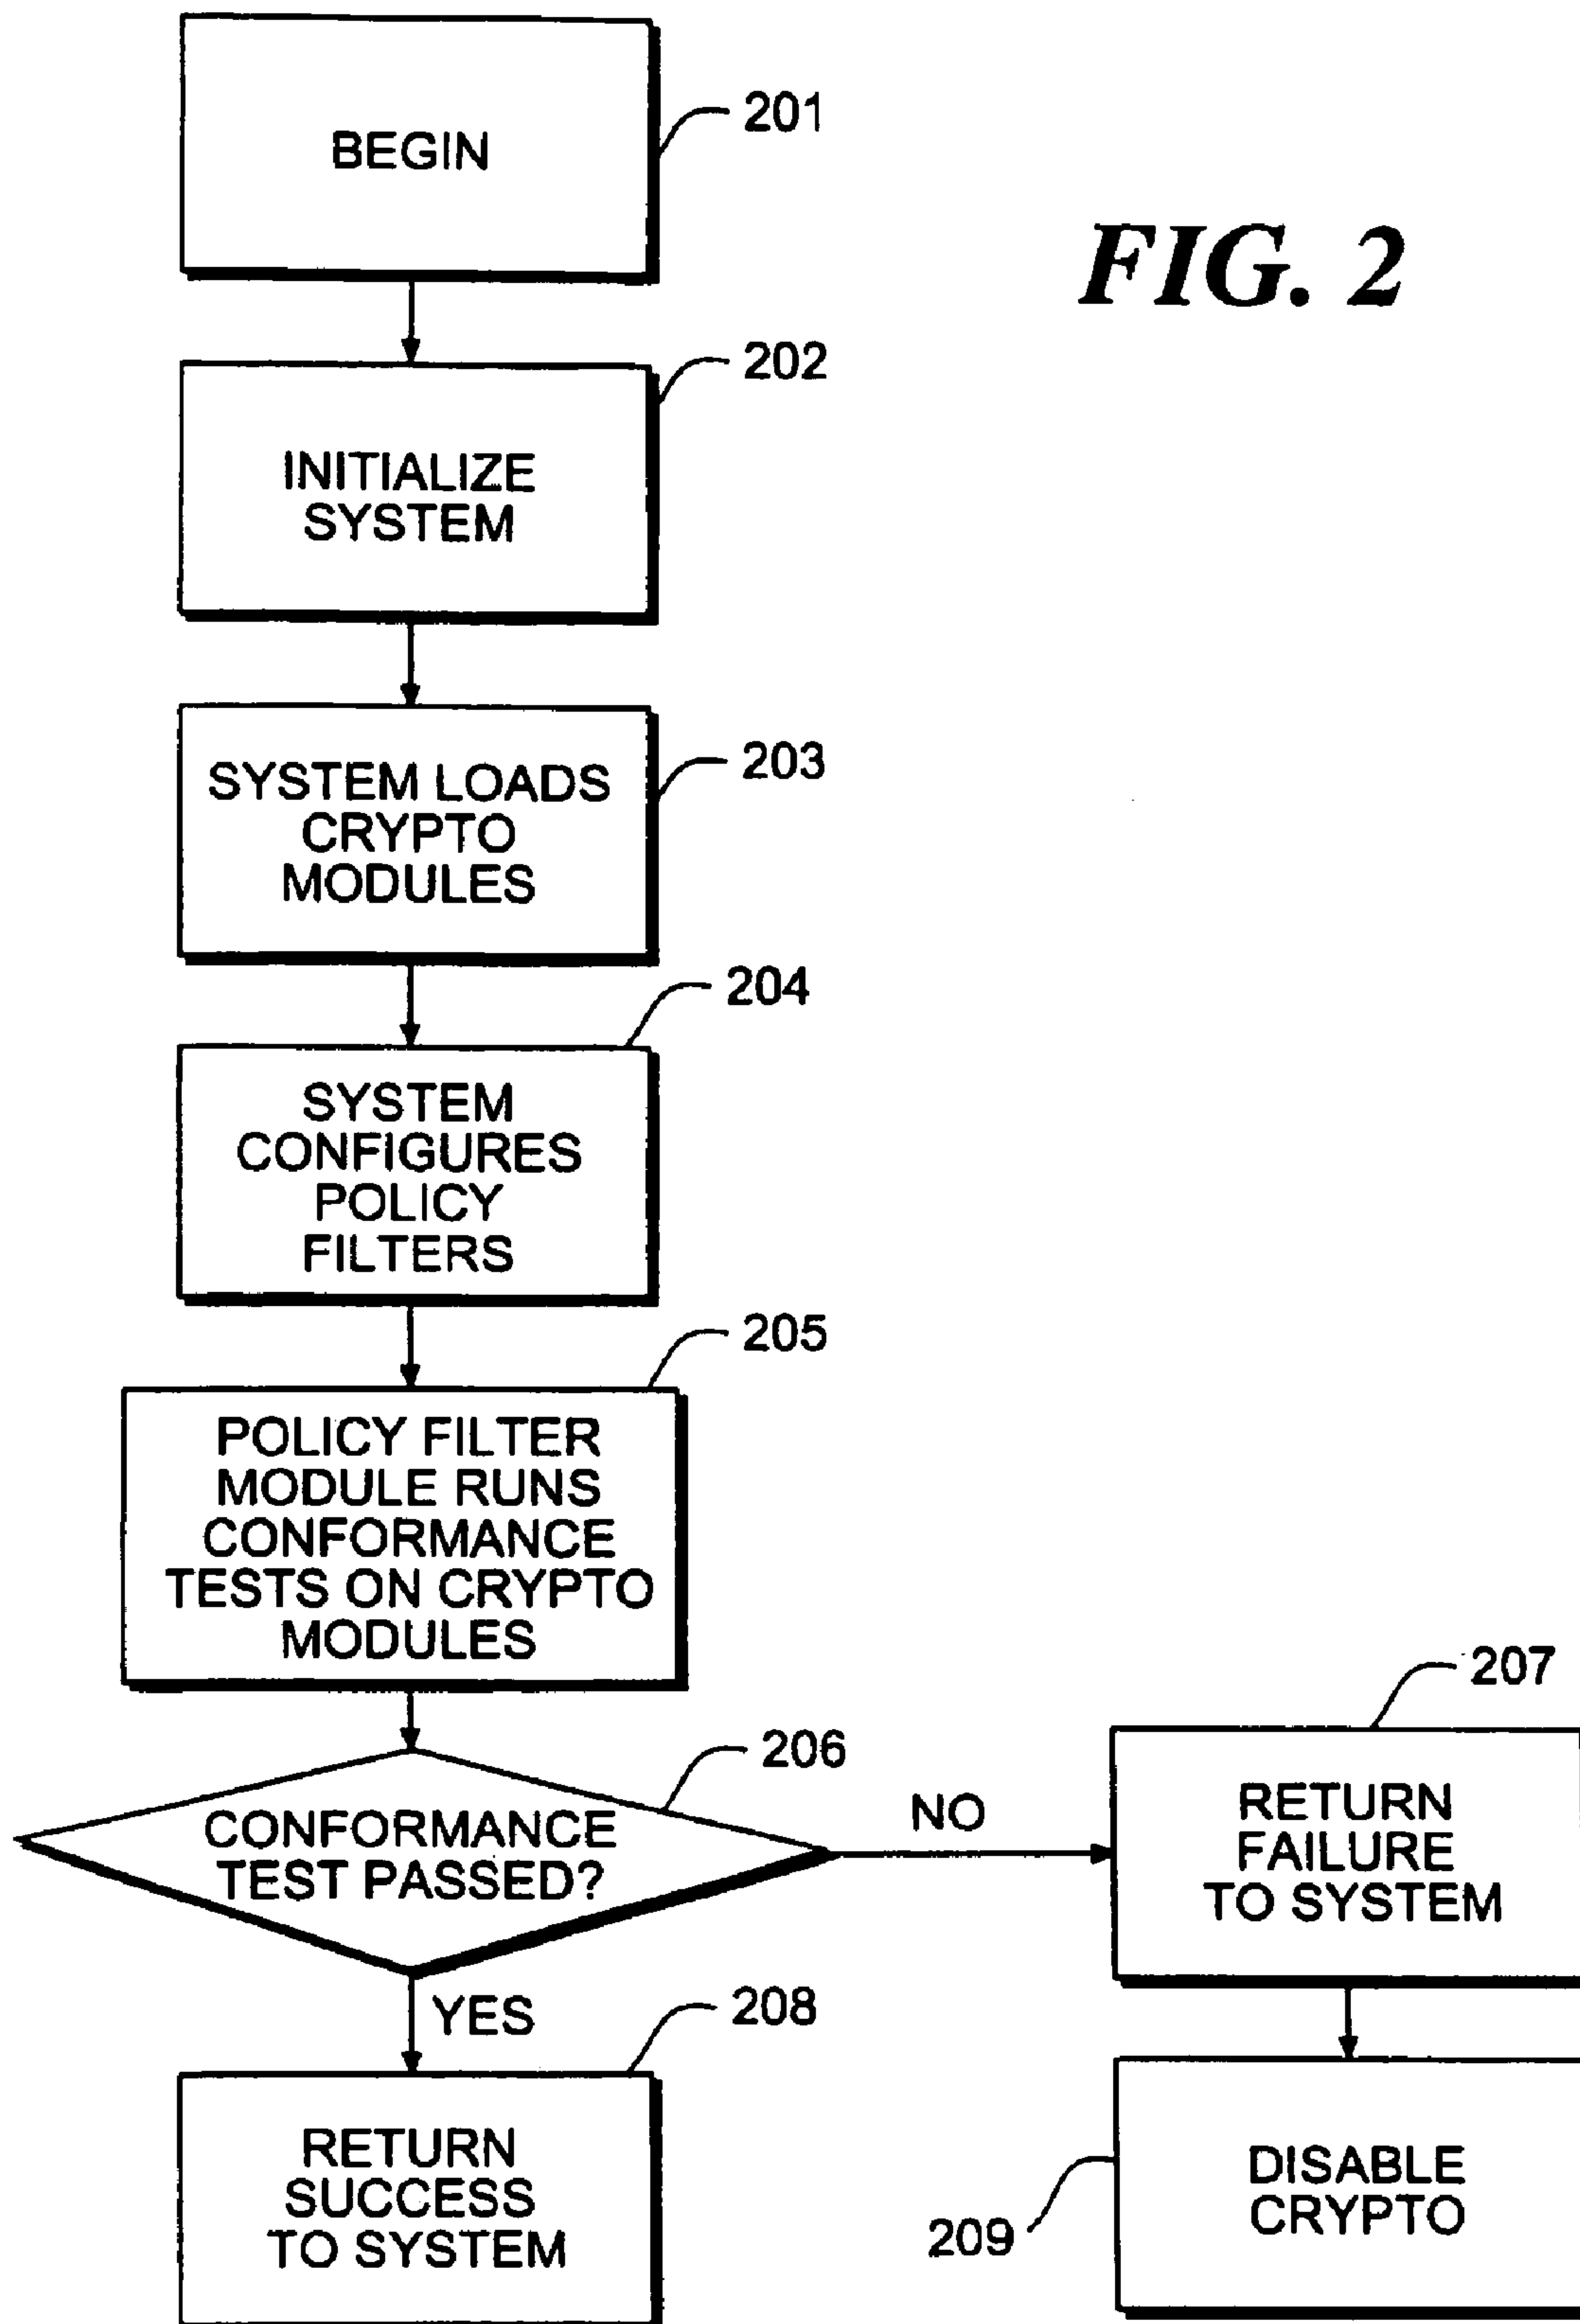 BEGIN
201
FIG. 2
202
INITIALIZE
SYSTEM
203
SYSTEM LOADS
CRYPTO
MODULES
204
SYSTEM
CONFIGURES
POLICY
FILTERS
205
POLICY FILTER
MODULE RUNS
CONFORMANCE
TESTS ON CRYPTO
MODULES
206
CONFORMANCE
TEST PASSED?
NO
207
RETURN
FAILURE
TO SYSTEM
YES
208
RETURN
SUCCESS
TO SYSTEM
DISABLE
CRYPTO
209